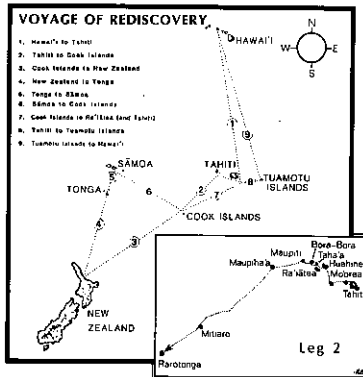 VOYAGE OF REDISCOVERY
1. Hawai'i to Tahiti
2. Tahiti to Cook Islands
3. Cook Islands to New Zealand
4. New Zealand to Tonga
5. Tonga to Sāmoa
6. Sāmoa to Cook Islands
7. Cook Islands to Ra'iātea (and Tahiti)
8. Tahiti to Tuamotu Islands
9. Tuamotu Islands to Hawai'i
N
W E
S
HAWAI'I
1
9
SĀMOA
TAHITI
TUAMOTU
ISLANDS
8
TONGA
6
2
7
COOK ISLANDS
4
3
NEW
ZEALAND
Bora-Bora
Maupiti
Taha'a
Huahine
Maupiha'a
Ra'iātea
Mo'orea
Tahiti
Mitiaro
Leg 2
Rarotonga